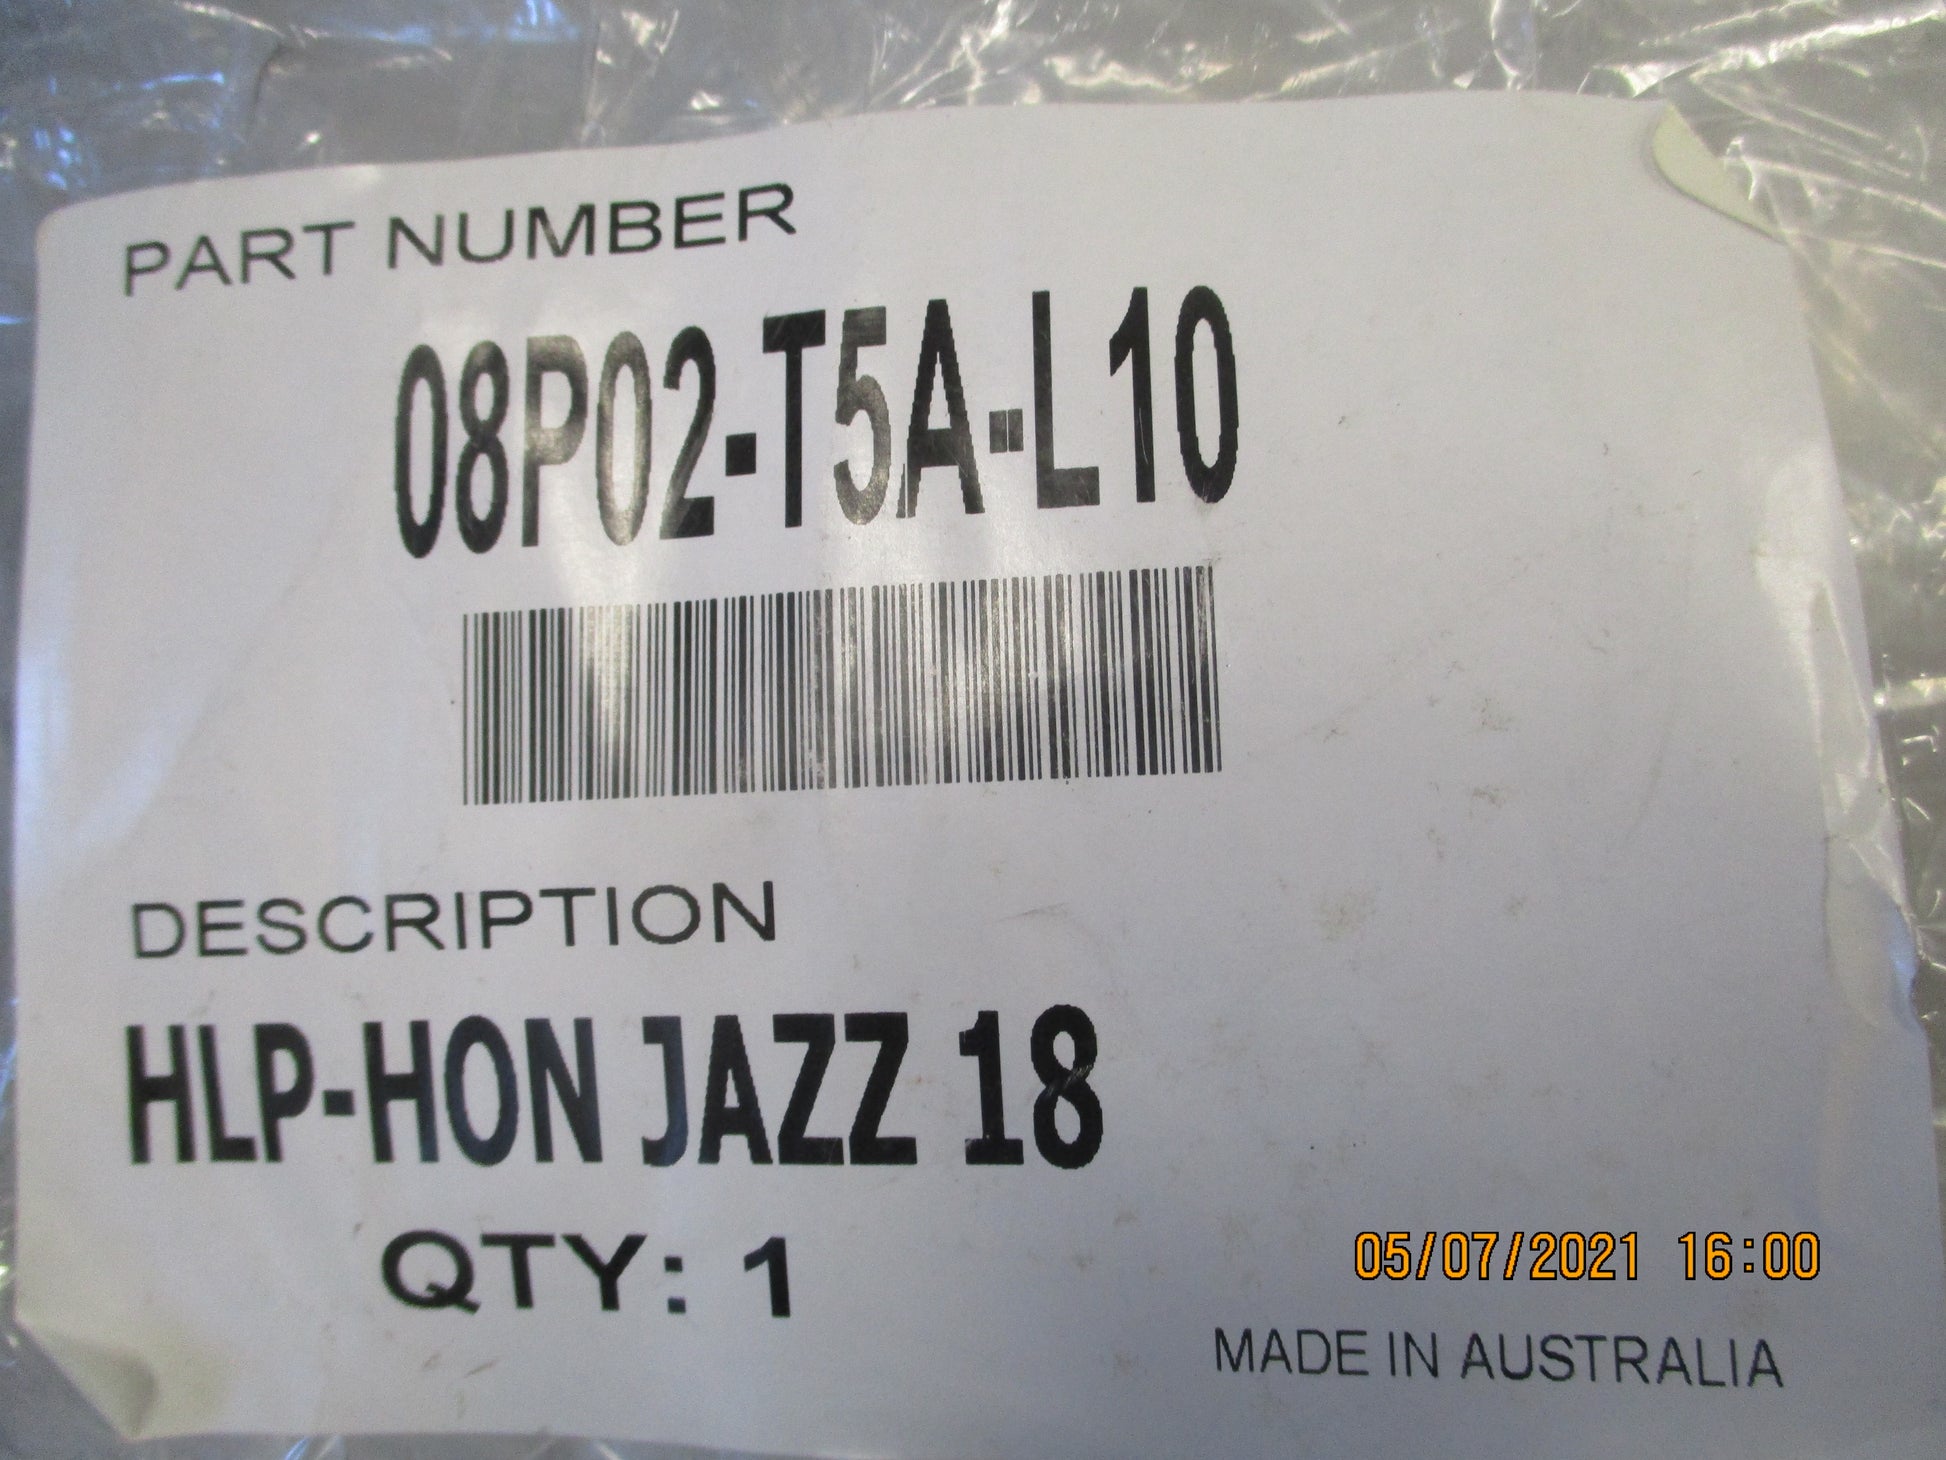 PART NUMBER
08P02-T5A-L10
DESCRIPTION
HLP-HON JAZZ 18
QTY: 1
05/07/2021 16:00
MADE IN AUSTRALIA